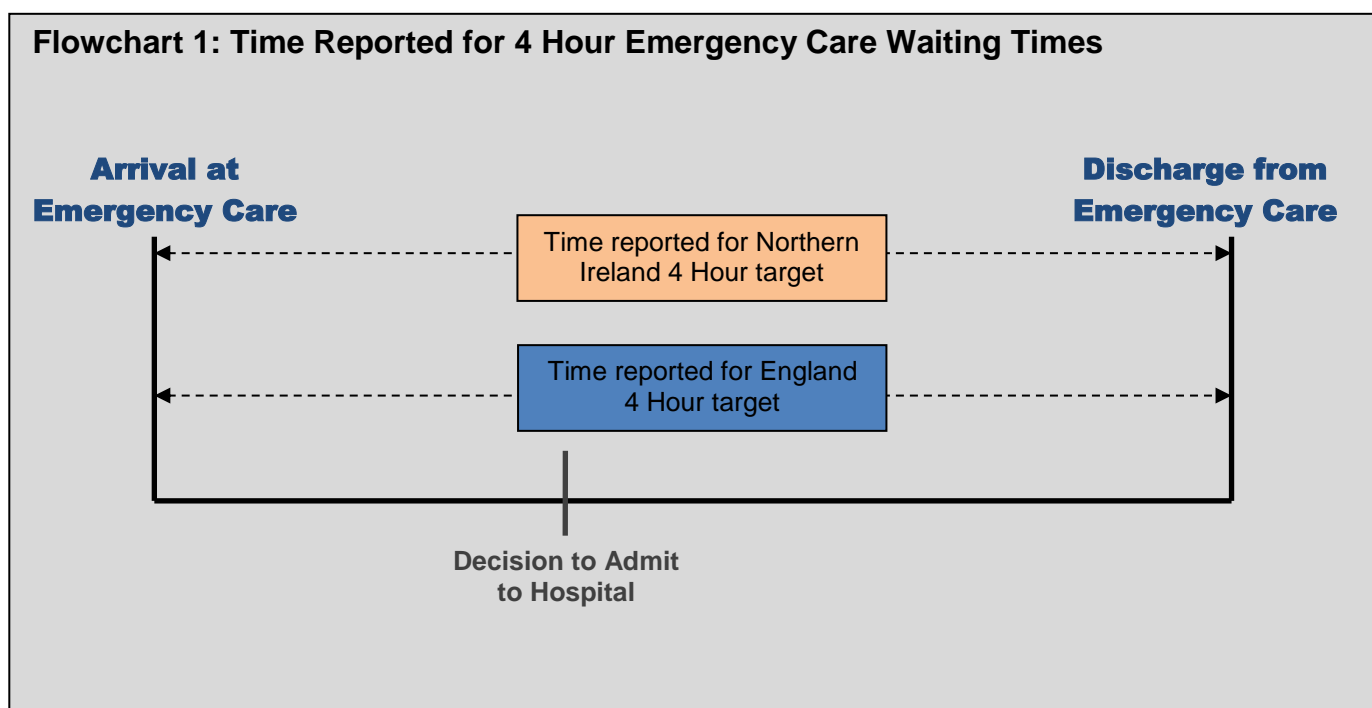 Flowchart 1: Time Reported for 4 Hour Emergency Care Waiting Times
Arrival at
Emergency Care
Discharge from
Emergency Care
Time reported for Northern
Ireland 4 Hour target
Time reported for England
4 Hour target
Decision to Admit
to Hospital